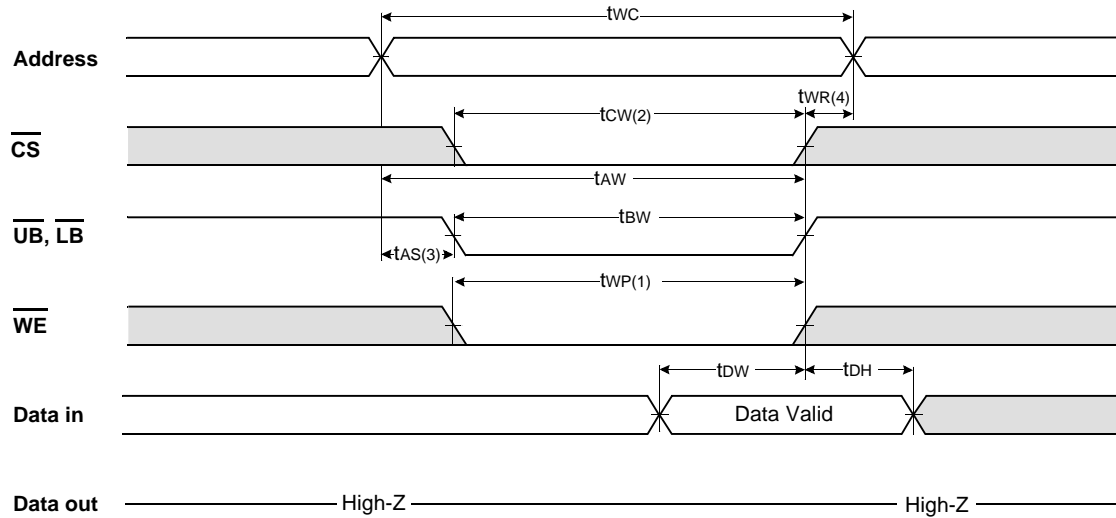 tWC
Address
tWR(4)
tCW(2)
CS
tAW
UB, LB
tBW
tAS(3)
tWP(1)
WE
tDW
tDH
Data in
Data Valid
Data out
High-Z
High-Z